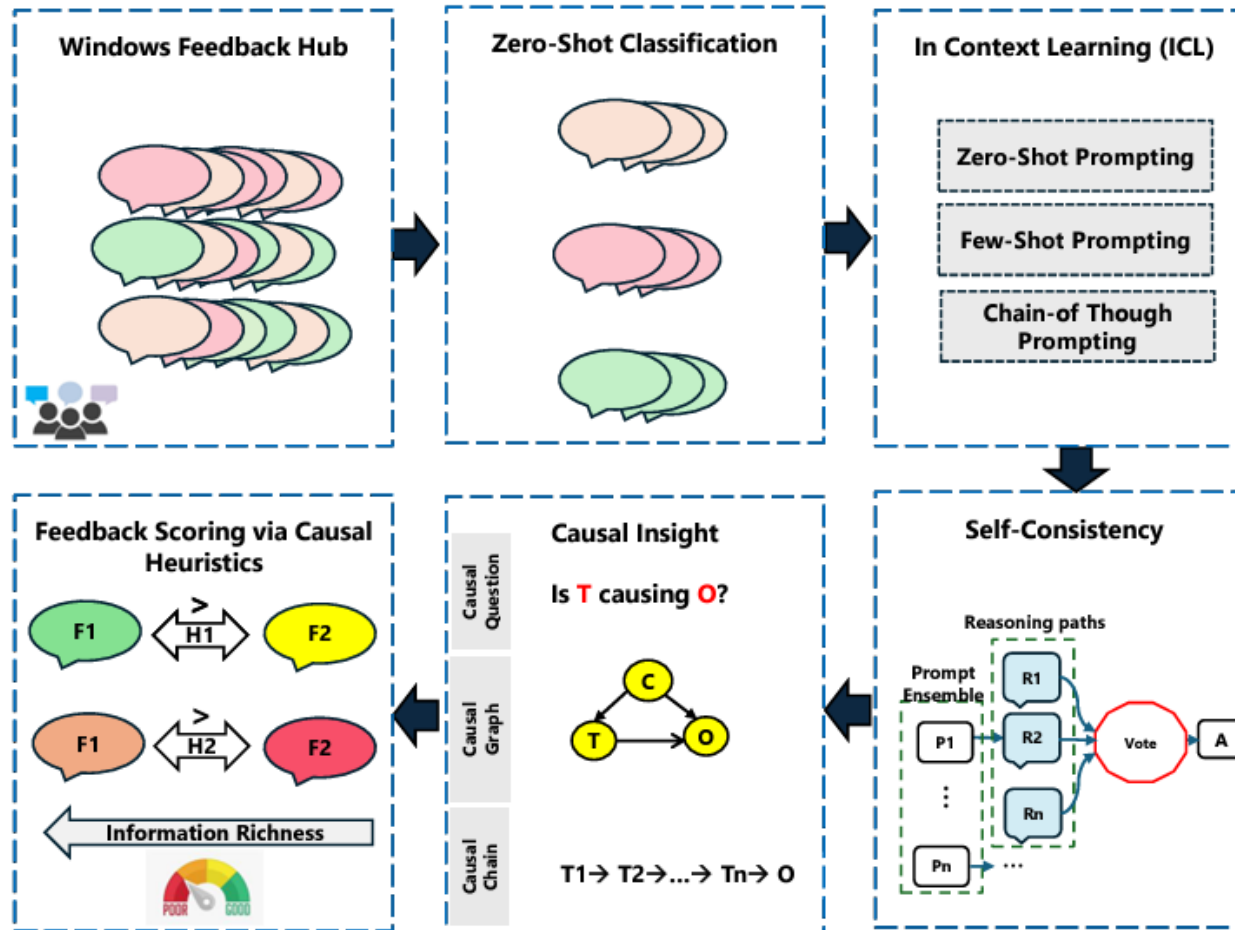 Windows Feedback Hub
Zero-Shot Classification
In Context Learning (ICL)
Zero-Shot Prompting
Few-Shot Prompting
Chain-of Though
Prompting
Feedback Scoring via Causal
Heuristics
F1
>
H1
F2
F1
>
H2
F2
Information Richness
POOR
GOOD
Causal
Question
Causal
Graph
Causal
Chain
Causal Insight
Is T causing O?
C
T
O
T1→ T2→...→ Tn→ O
Self-Consistency
Reasoning paths
Prompt
Ensemble
P1
⋮
Pn
R1
R2
Rn
...
Vote
A